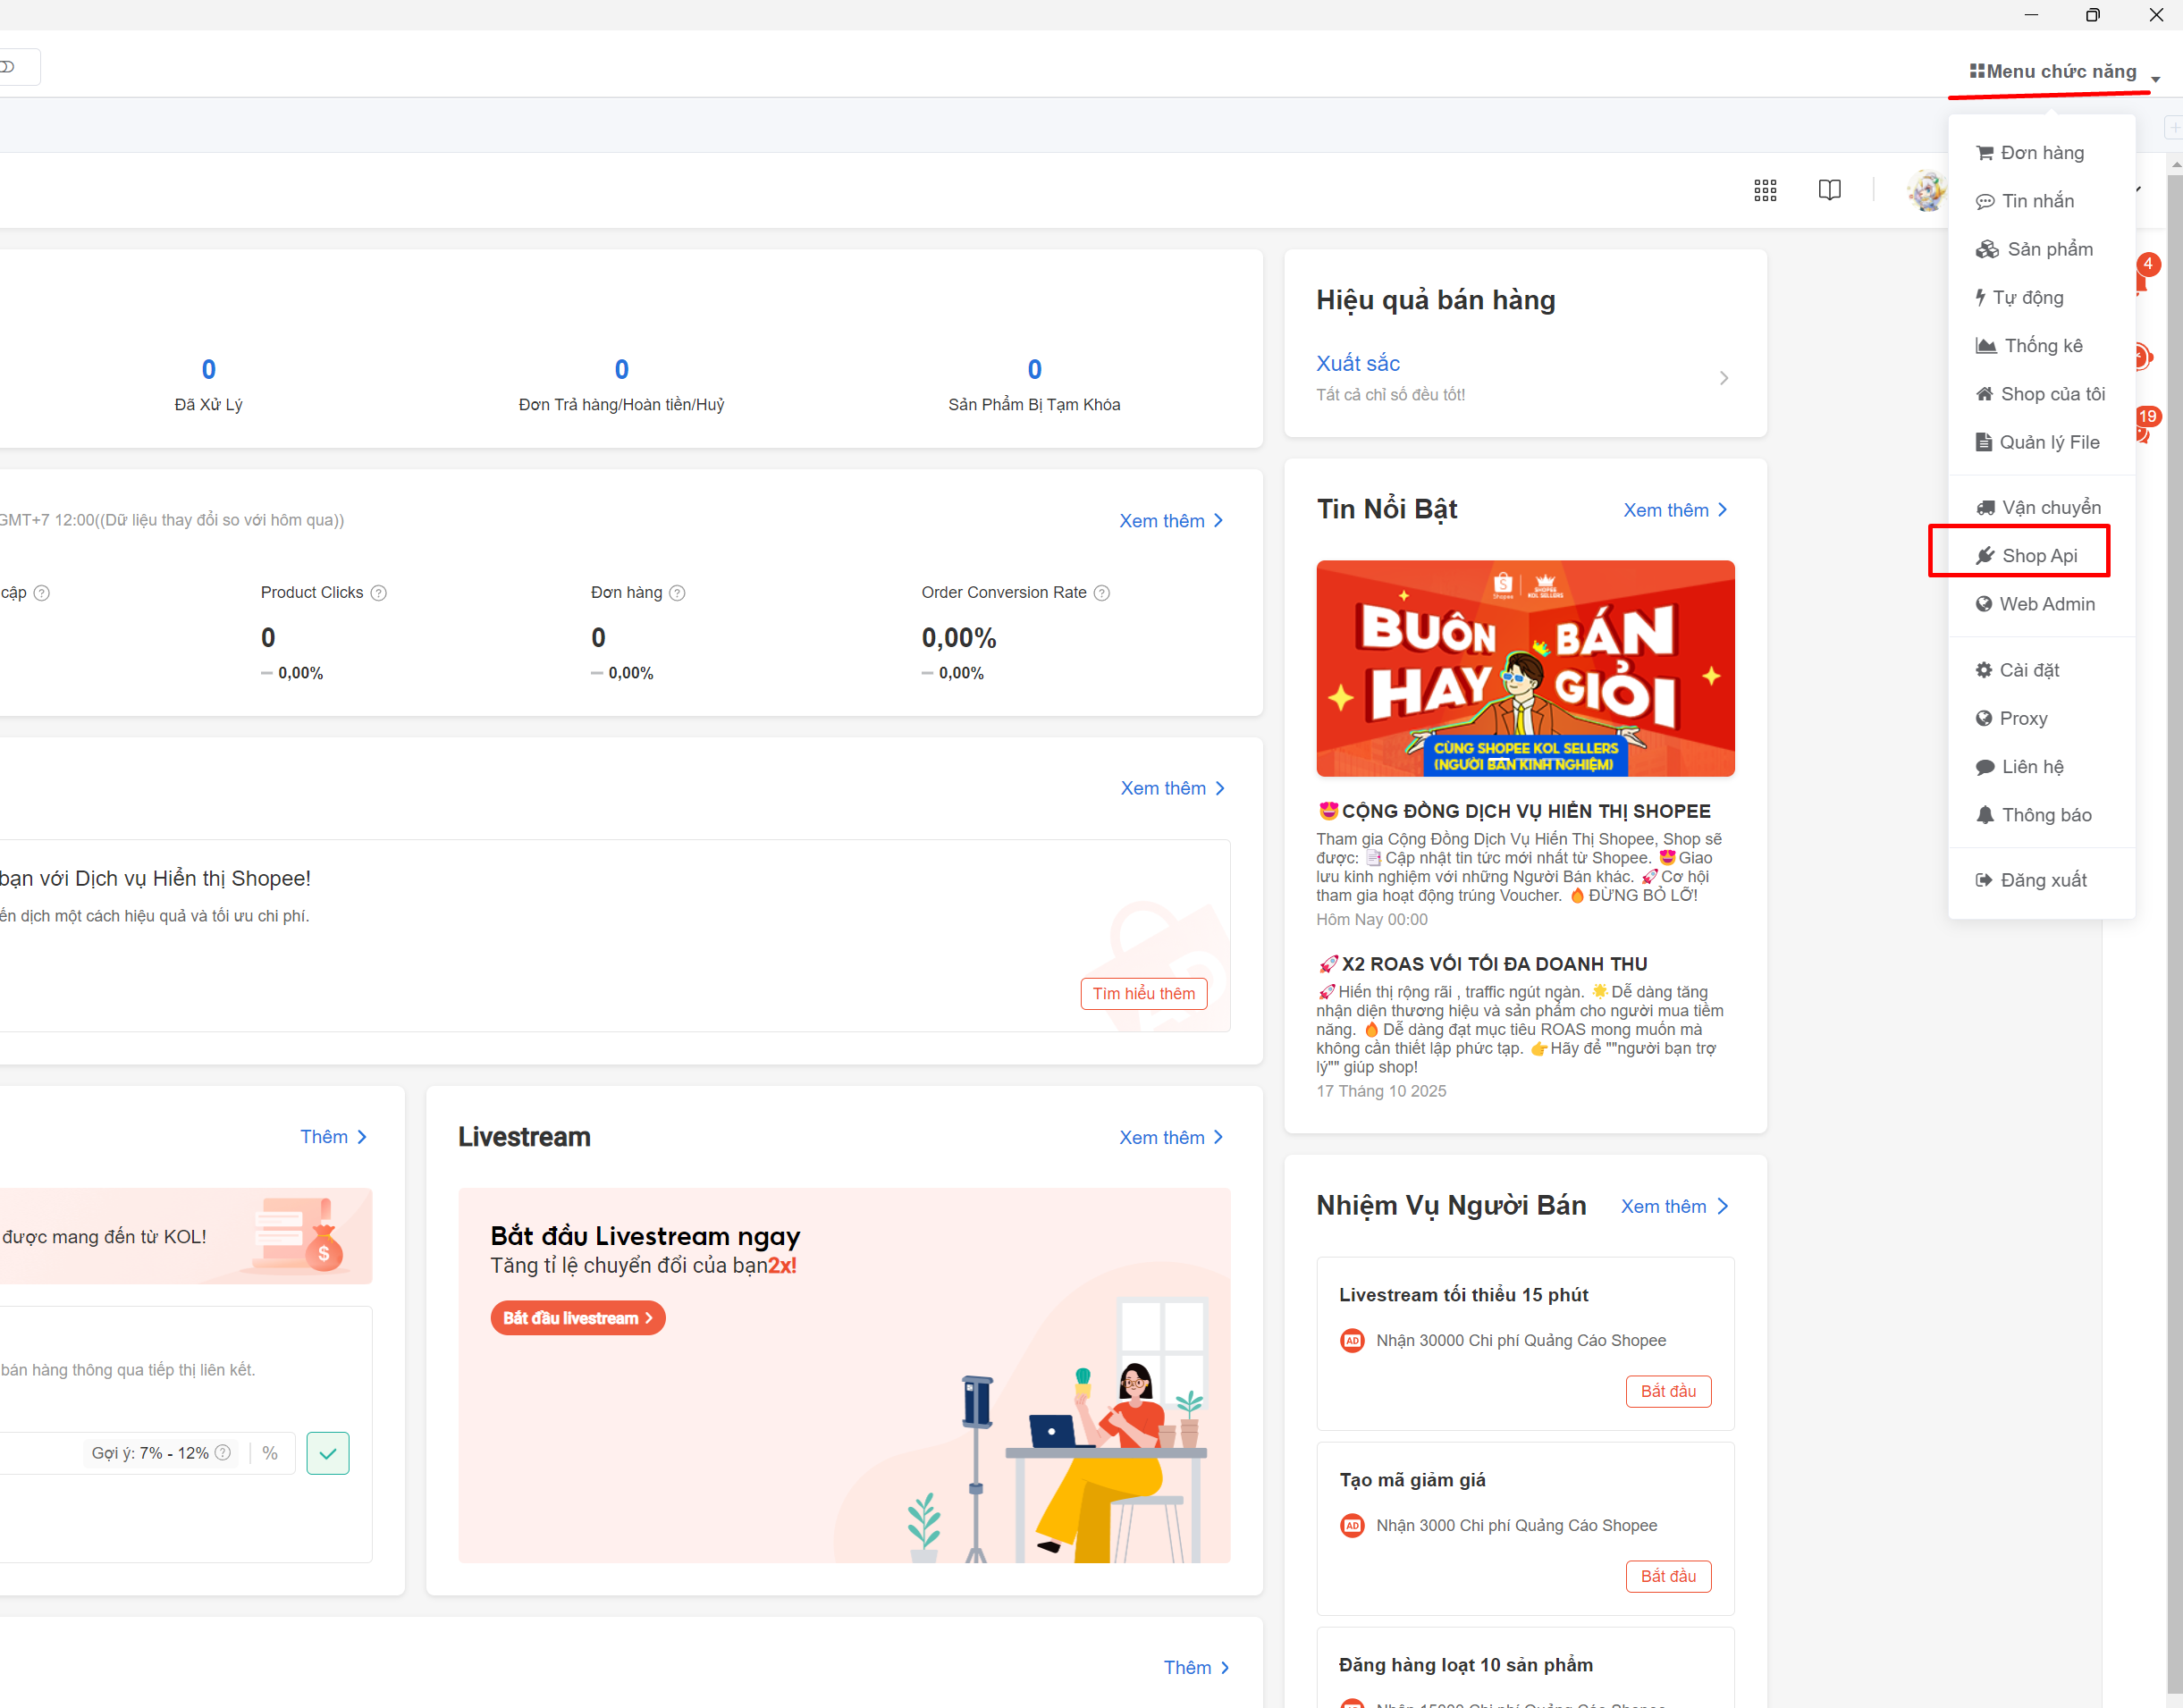 Menu chức năng
Đơn hàng
Tin nhắn
Sản phẩm
Tự động
Thống kê
Shop của tôi
Quản lý File
Vận chuyển
Shop Api
Web Admin
Cài đặt
Proxy
Liên hệ
Thông báo
Đăng xuất
4
19
0
Đã Xử Lý
0
Đơn Trả hàng/Hoàn tiền/Huỷ
0
Sản Phẩm Bị Tạm Khóa
Hiệu quả bán hàng
Xuất sắc
Tất cả chỉ số đều tốt!
GMT+7 12:00((Dữ liệu thay đổi so với hôm qua))
Xem thêm
cập
Product Clicks
0
0,00%
Đơn hàng
0
0,00%
Order Conversion Rate
0,00%
0,00%
Tin Nổi Bật
Xem thêm
Shopee
SHOPEE
KOL SELLERS
BUÔN BÁN
HAY GIỎI
CÙNG SHOPEE KOL SELLERS
(NGƯỜI BÁN KINH NGHIỆM)
😍CỘNG ĐỒNG DỊCH VỤ HIỂN THỊ SHOPEE
Tham gia Cộng Đồng Dịch Vụ Hiển Thị Shopee, Shop sẽ
được: 📑Cập nhật tin tức mới nhất từ Shopee. 😍Giao
lưu kinh nghiệm với những Người Bán khác. 🚀Cơ hội
tham gia hoạt động trúng Voucher. 🔥ĐỪNG BỎ LỠ!
Hôm Nay 00:00
🚀X2 ROAS VỚI TỐI ĐA DOANH THU
🚀Hiển thị rộng rãi , traffic ngút ngàn. 🌟Dễ dàng tăng
nhận diện thương hiệu và sản phẩm cho người mua tiềm
năng. 🔥Dễ dàng đạt mục tiêu ROAS mong muốn mà
không cần thiết lập phức tạp. 👉Hãy để ""người bạn trợ
lý"" giúp shop!
17 Tháng 10 2025
Xem thêm
bạn với Dịch vụ Hiển thị Shopee!
ến dịch một cách hiệu quả và tối ưu chi phí.
Tìm hiểu thêm
Thêm
được mang đến từ KOL!
bán hàng thông qua tiếp thị liên kết.
Gợi ý: 7% - 12%
%
Livestream
Xem thêm
Bắt đầu Livestream ngay
Tăng tỉ lệ chuyển đổi của bạn2x!
Bắt đầu livestream
Nhiệm Vụ Người Bán
Xem thêm
Livestream tối thiểu 15 phút
AD
Nhận 30000 Chi phí Quảng Cáo Shopee
Bắt đầu
Tạo mã giảm giá
AD
Nhận 3000 Chi phí Quảng Cáo Shopee
Bắt đầu
Đăng hàng loạt 10 sản phẩm
Nhận 15000 Chi phí Quảng Cáo Shopee
Thêm